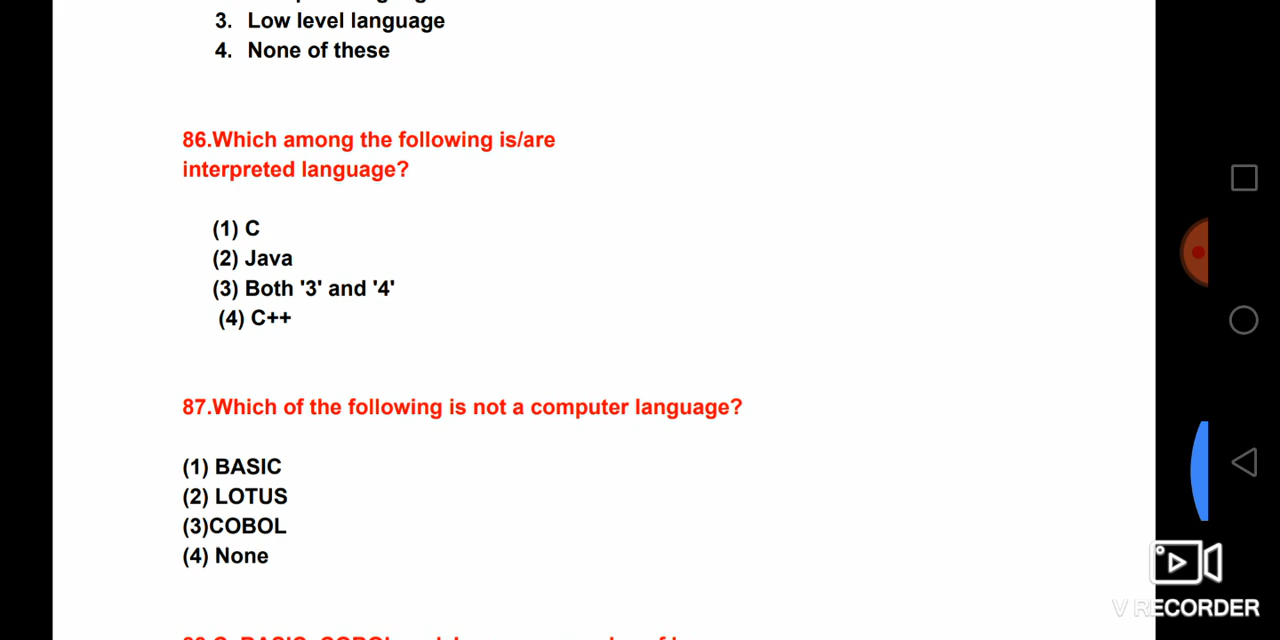 3. Low level language
4. None of these
86.Which among the following is/are
interpreted language?
(1) C
(2) Java
(3) Both '3' and '4'
(4) C++
87.Which of the following is not a computer language?
(1) BASIC
(2) LOTUS
(3)COBOL
(4) None
V RECORDER